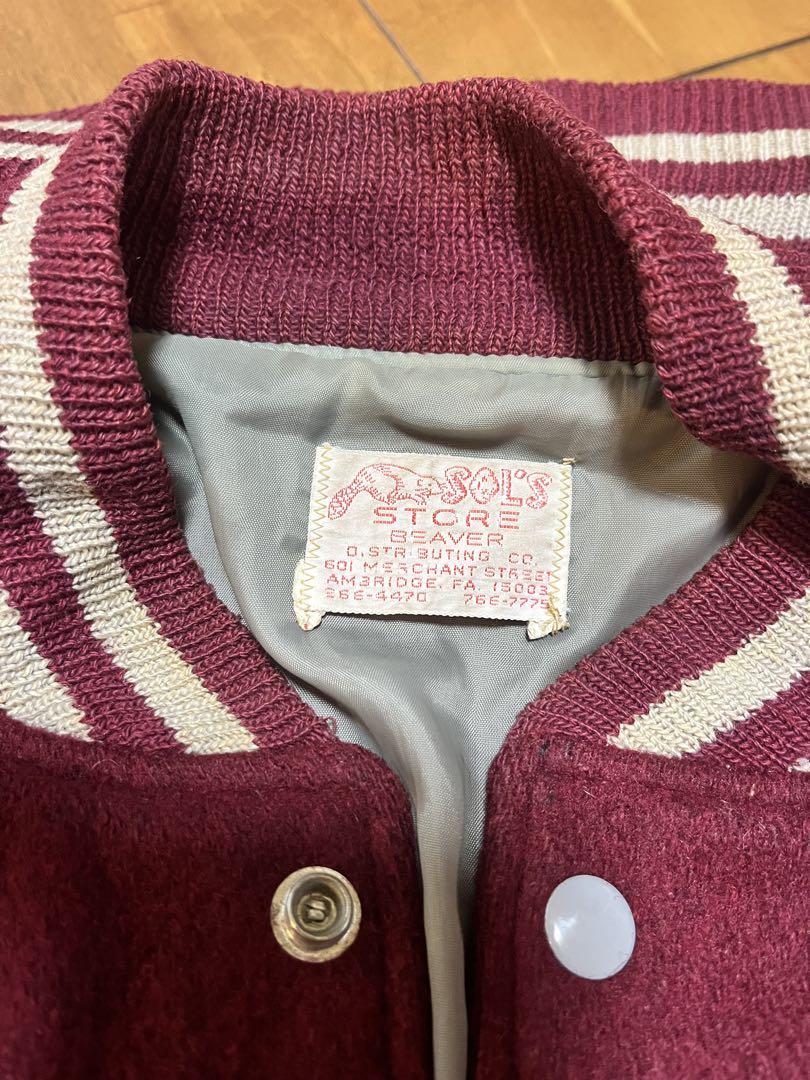 SOL'S
STORE
BEAVER
D.STR.BUTING CO.
601 MERCHANT STREET
AMBRIDGE, PA. 15003
266-4470 766-7775